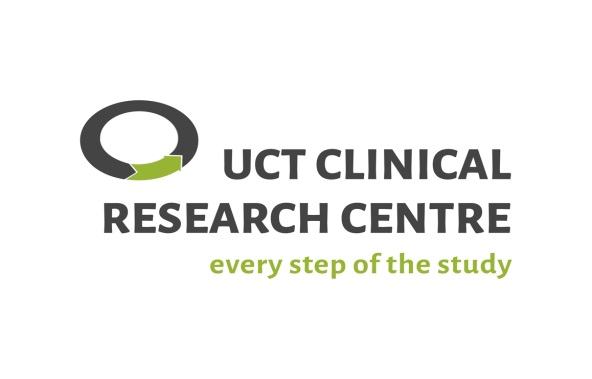 UCT CLINICAL
RESEARCH CENTRE
every step of the study